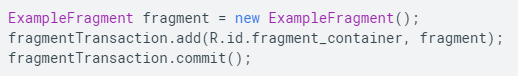 ExampleFragment fragment = new ExampleFragment();
fragmentTransaction.add(R.id.fragment_container, fragment);
fragmentTransaction.commit();